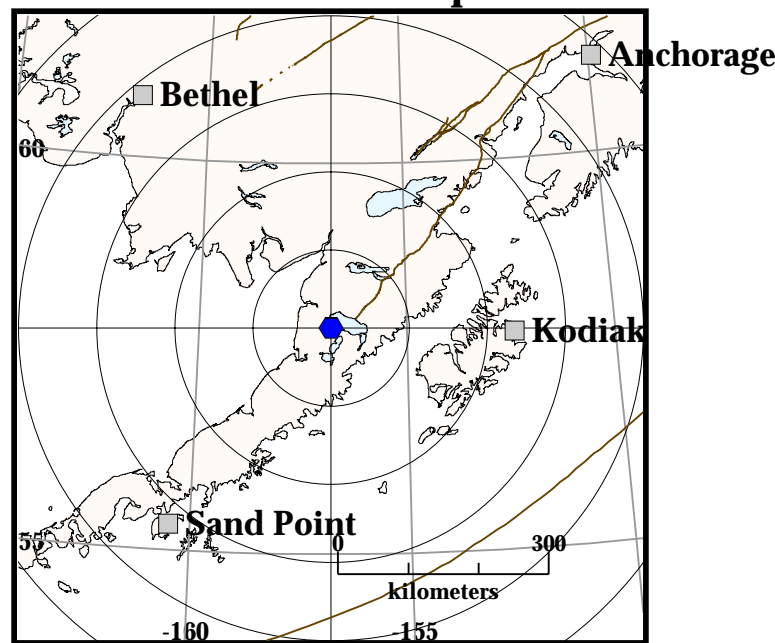 Anchorage
Bethel
60
Kodiak
Sand Point
55
0 300
kilometers
-160 -155